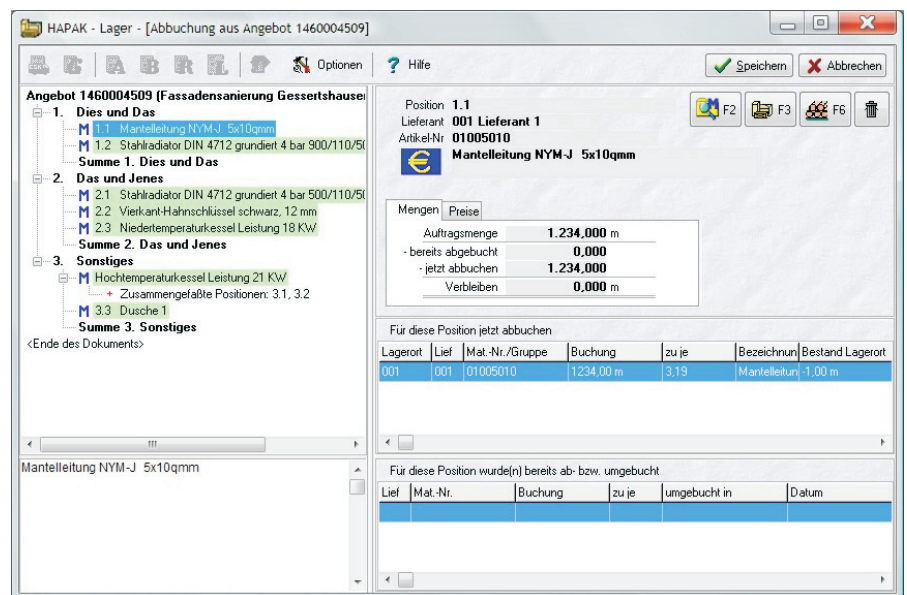 HAPAK - Lager - [Abbuchung aus Angebot 1460004509]
Optionen
? Hilfe
Speichern
Abbrechen
Angebot 1460004509 (Fassadensanierung Gessertshauser
1. Dies und Das
M 1.1 Mantelleitung NYM-J 5x10qmm
M 1.2 Stahlradiator DIN 4712 grundiert 4 bar 900/110/50
Summe 1. Dies und Das
2. Das und Jenes
M 2.1 Stahlradiator DIN 4712 grundiert 4 bar 500/110/50
M 2.2 Vierkant-Hahnschlüssel schwarz, 12 mm
M 2.3 Niedertemperaturkessel Leistung 18 KW
Summe 2. Das und Jenes
3. Sonstiges
M Hochtemperaturkessel Leistung 21 KW
+ Zusammengefaßte Positionen: 3.1, 3.2
M 3.3 Dusche 1
Summe 3. Sonstiges
<Ende des Dokuments>
Mantelleitung NYM-J 5x10qmm
Position 1.1
Lieferant 001 Lieferant 1
Artikel-Nr 01005010
€ Mantelleitung NYM-J 5x10qmm
F2 F3 F6
Mengen Preise
Auftragsmenge 1.234,000 m
- bereits abgebucht 0,000
- jetzt abbuchen 1.234,000
Verbleiben 0,000 m
Für diese Position jetzt abbuchen
Lagerort Lief Mat.-Nr./Gruppe Buchung zu je Bezeichnun Bestand Lagerort
001 001 01005010 1234,00 m 3,19 Mantelleitun -1,00 m
Für diese Position wurde(n) bereits ab- bzw. umgebucht
Lief Mat.-Nr. Buchung zu je umgebucht in Datum